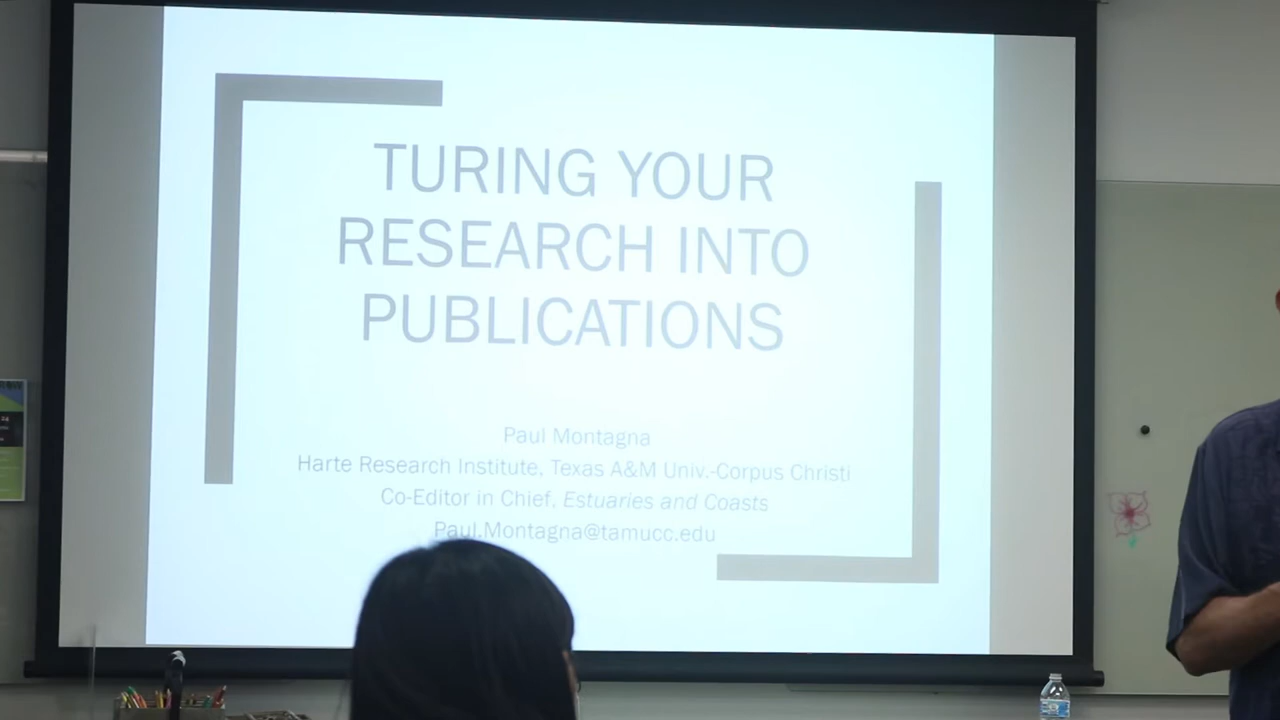 TURING YOUR
RESEARCH INTO
PUBLICATIONS
Paul Montagna
Harte Research Institute, Texas A&M Univ.-Corpus Christi
Co-Editor in Chief, Estuaries and Coasts
Paul.Montagna@tamucc.edu